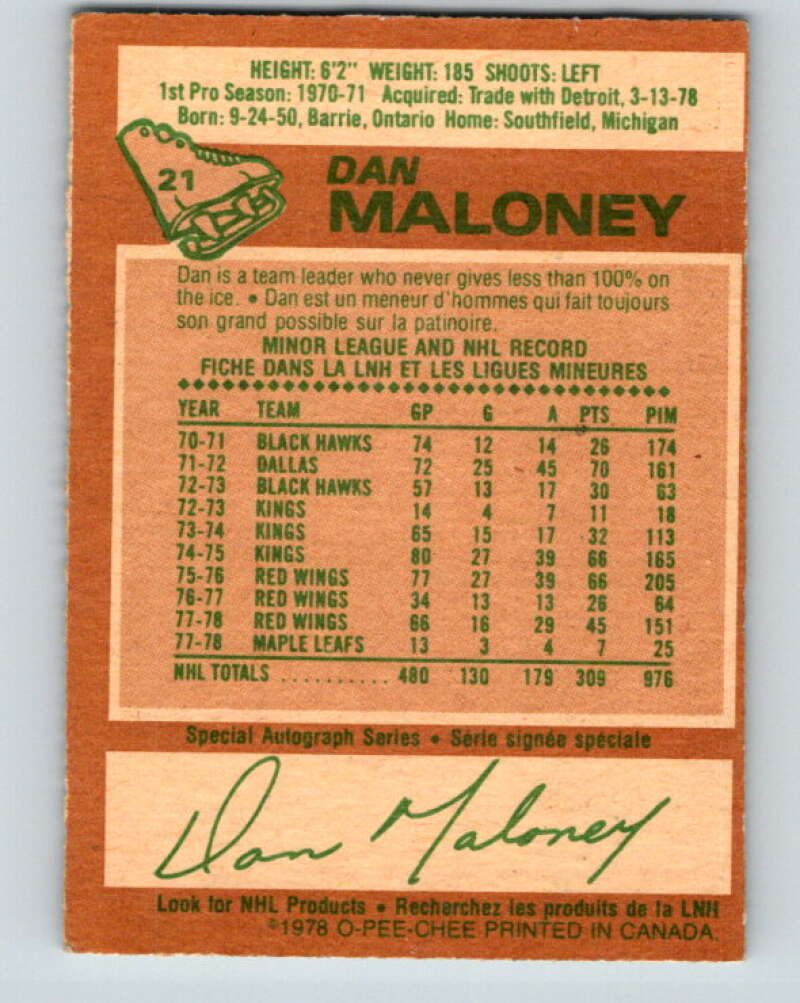 HEIGHT: 6'2" WEIGHT: 185 SHOOTS: LEFT
1st Pro Season: 1970-71 Acquired: Trade with Detroit, 3-13-78
Born: 9-24-50, Barrie, Ontario Home: Southfield, Michigan
21
DAN
MALONEY
Dan is a team leader who never gives less than 100% on
the ice. • Dan est un meneur d'hommes qui fait toujours
son grand possible sur la patinoire.
MINOR LEAGUE AND NHL RECORD
FICHE DANS LA LNH ET LES LIGUES MINEURES
YEAR TEAM GP G A PTS PIM
70-71 BLACK HAWKS 74 12 14 26 174
71-72 DALLAS 72 25 45 70 161
72-73 BLACK HAWKS 57 13 17 30 63
72-73 KINGS 14 4 7 11 18
73-74 KINGS 65 15 17 32 113
74-75 KINGS 80 27 39 66 165
75-76 RED WINGS 77 27 39 66 205
76-77 RED WINGS 34 13 13 26 64
77-78 RED WINGS 66 16 29 45 151
77-78 MAPLE LEAFS 13 3 4 7 25
NHL TOTALS .......... 480 130 179 309 976
Special Autograph Series • Série signée spéciale
Dan Maloney
Look for NHL Products • Recherchez les produits de la LNH
©1978 O-PEE-CHEE PRINTED IN CANADA.